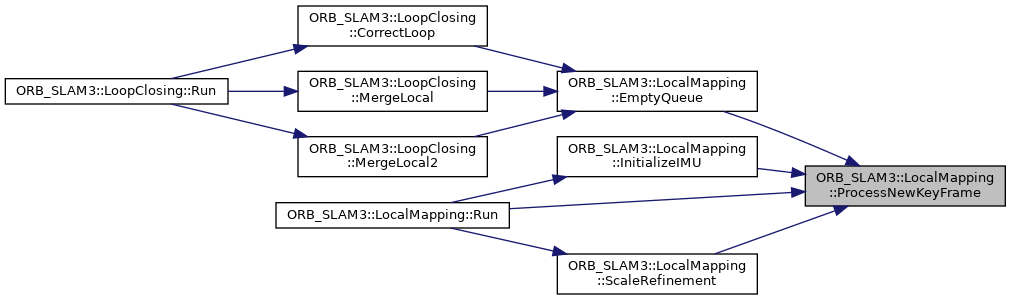 ORB_SLAM3::LoopClosing
::CorrectLoop
ORB_SLAM3::LoopClosing::Run
ORB_SLAM3::LoopClosing
::MergeLocal
ORB_SLAM3::LocalMapping
::EmptyQueue
ORB_SLAM3::LoopClosing
::MergeLocal2
ORB_SLAM3::LocalMapping
::InitializeIMU
ORB_SLAM3::LocalMapping
::ProcessNewKeyFrame
ORB_SLAM3::LocalMapping::Run
ORB_SLAM3::LocalMapping
::ScaleRefinement